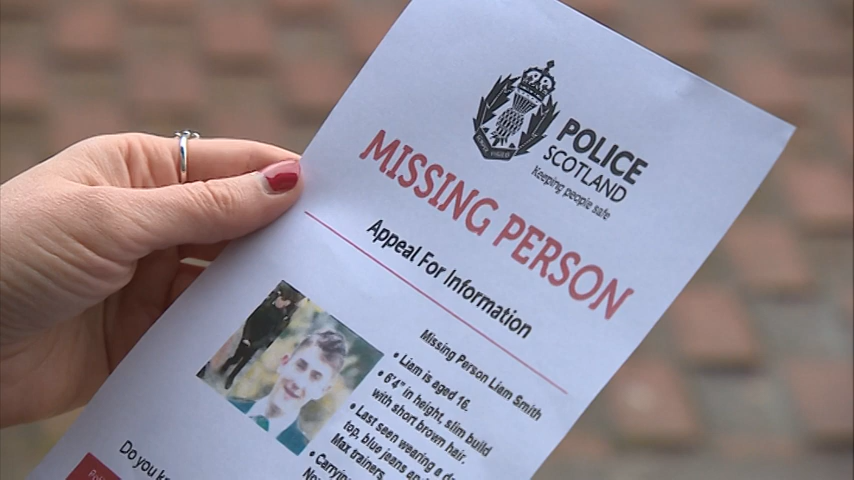 POLICE
SCOTLAND
Keeping people safe
MISSING PERSON
Appeal For Information
Missing Person Liam Smith
• Liam is aged 16.
• 6'4" in height, slim build
with short brown hair.
• Last seen wearing a
top, blue jeans and
Max trainers.
• Carrying
Do you